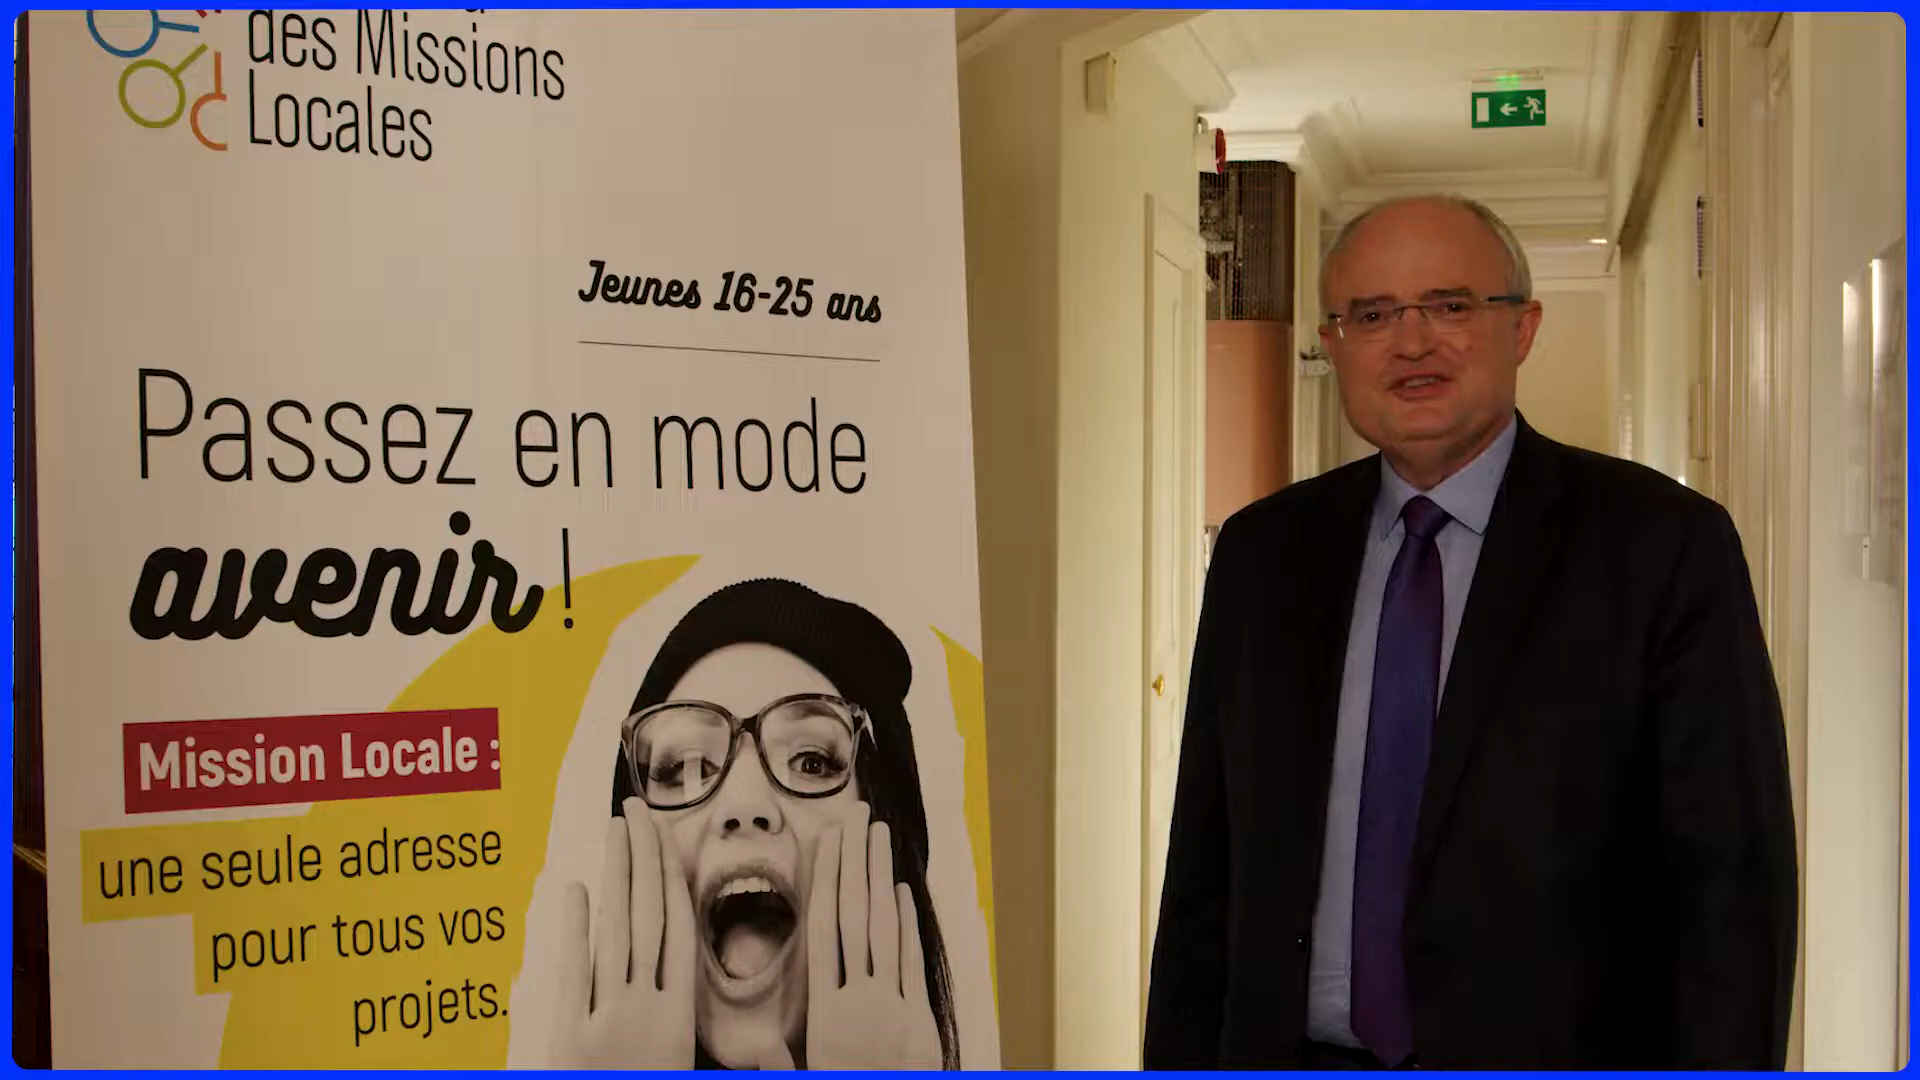 des Missions
Locales
Jeunes 16-25 ans
Passez en mode
avenir !
Mission Locale :
une seule adresse
pour tous vos
projets.